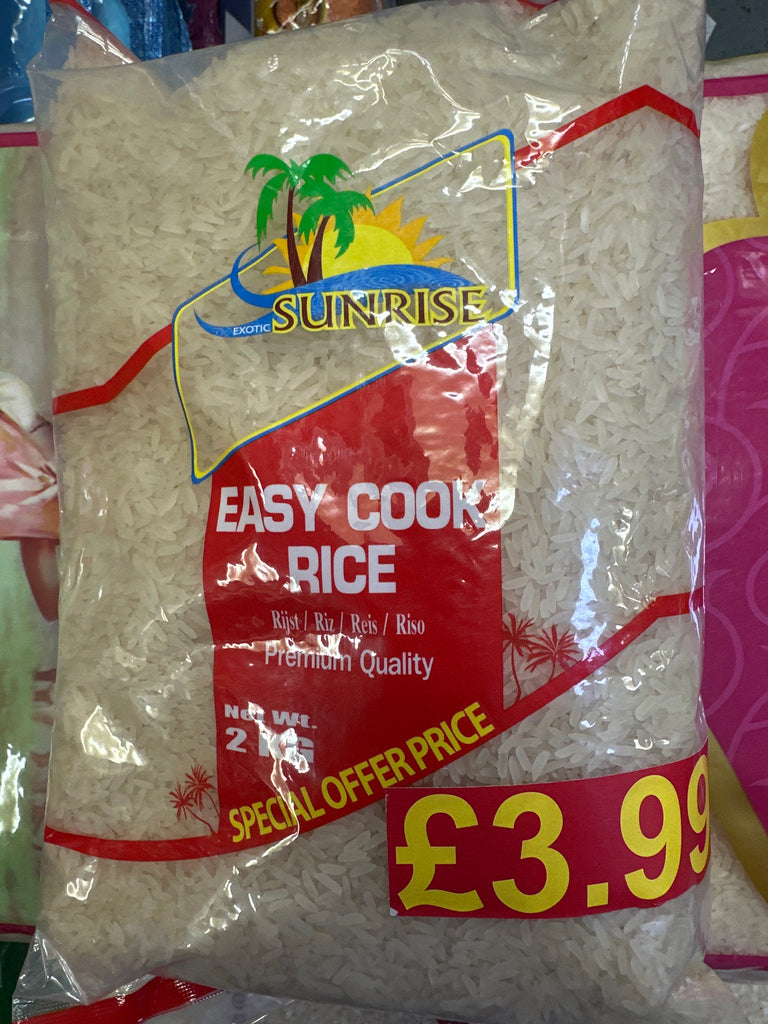 EXOTIC SUNRISE
EASY COOK
RICE
Rijst / Riz / Reis / Riso
Premium Quality
Net Wt.
2 KG
SPECIAL OFFER PRICE
£3.99